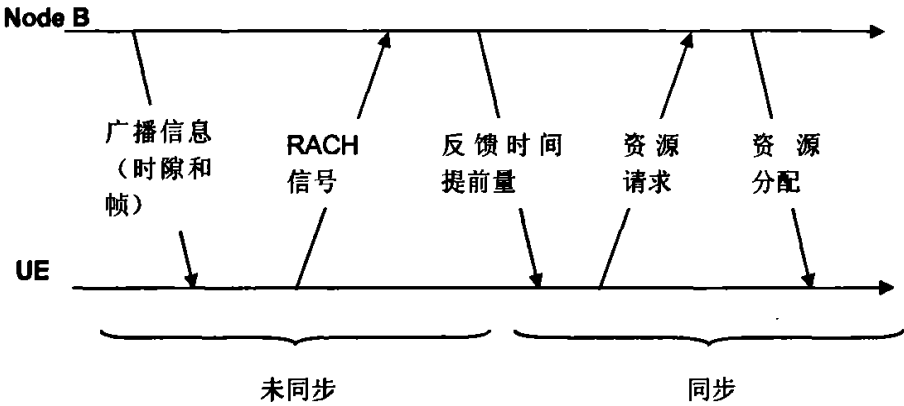 Node B
广播信息
（时隙和
帧）
RACH
信号
反馈时间
提前量
资源
请求
资源
分配
UE
未同步
同步